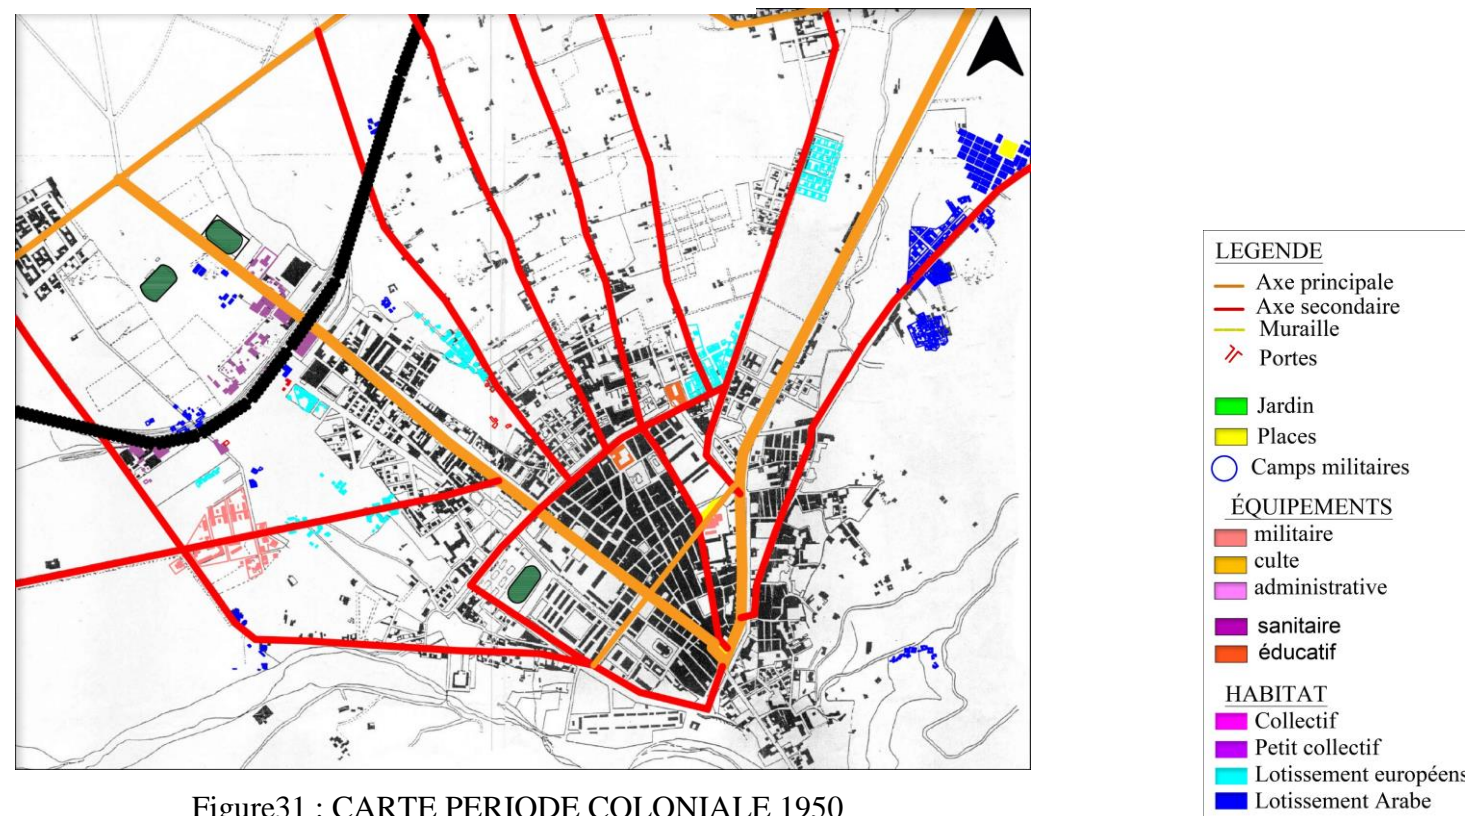 LEGENDE
Axe principale
Axe secondaire
Muraille
Portes
Jardin
Places
Camps militaires
ÉQUIPEMENTS
militaire
culte
administrative
sanitaire
éducatif
HABITAT
Collectif
Petit collectif
Lotissement européens
Lotissement Arabe
Figure31 : CARTE PERIODE COLONIALE 1950